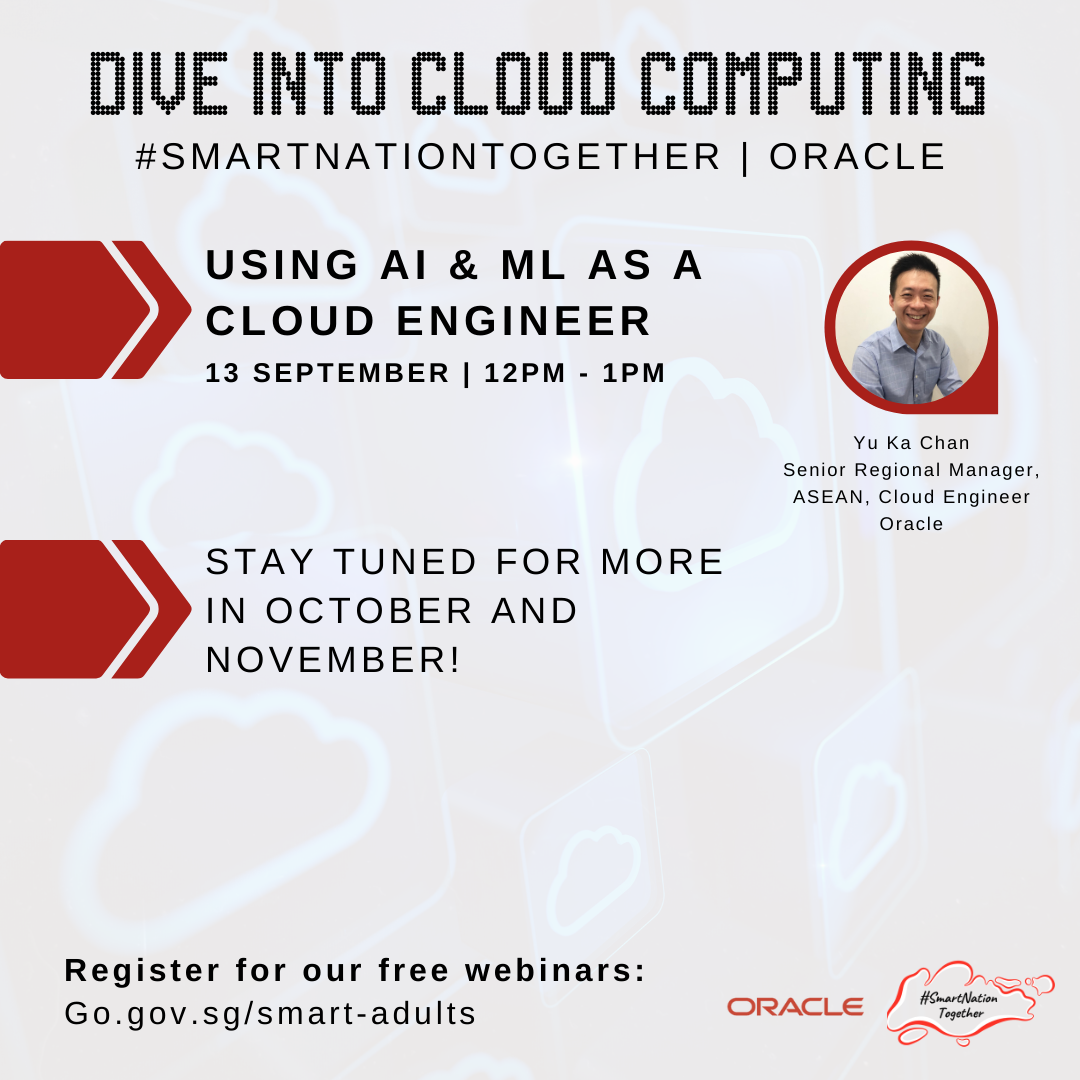 DIVE INTO CLOUD COMPUTING
#SMARTNATIONTOGETHER | ORACLE
USING AI & ML AS A
CLOUD ENGINEER
13 SEPTEMBER | 12PM - 1PM
Yu Ka Chan
Senior Regional Manager,
ASEAN, Cloud Engineer
Oracle
STAY TUNED FOR MORE
IN OCTOBER AND
NOVEMBER!
Register for our free webinars:
Go.gov.sg/smart-adults
ORACLE
#SmartNation
Together